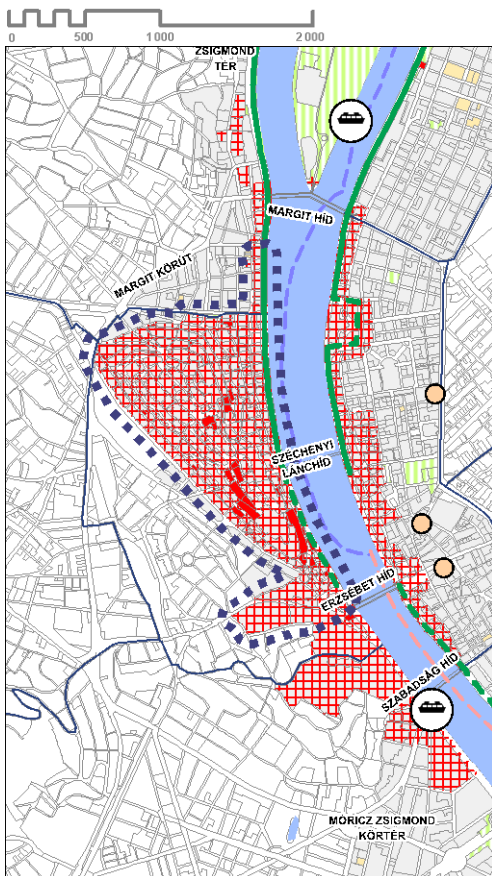 0 500 1000 2000
ZSIGMOND
TÉR
MARGIT HÍD
MARGIT KÖRÚT
SZÉCHENYI
LÁNCHÍD
ERZSÉBET HÍD
SZABADSÁG HÍD
MÓRICZ ZSIGMOND
KÖRTÉR